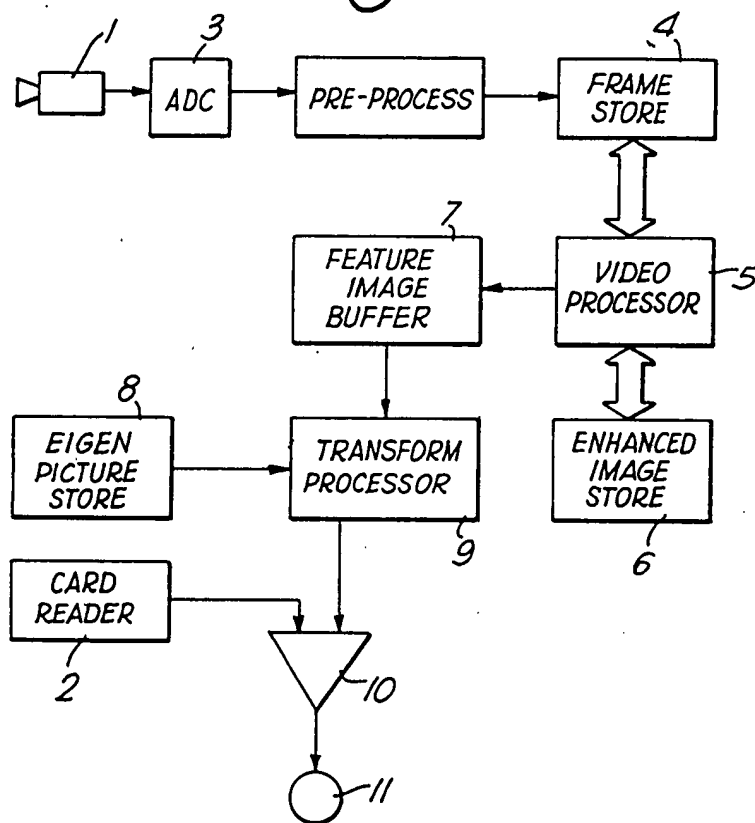 1
3
ADC
PRE-PROCESS
4
FRAME
STORE
7
FEATURE
IMAGE
BUFFER
VIDEO
PROCESSOR
5
8
EIGEN
PICTURE
STORE
TRANSFORM
PROCESSOR
9
ENHANCED
IMAGE
STORE
6
CARD
READER
2
10
11